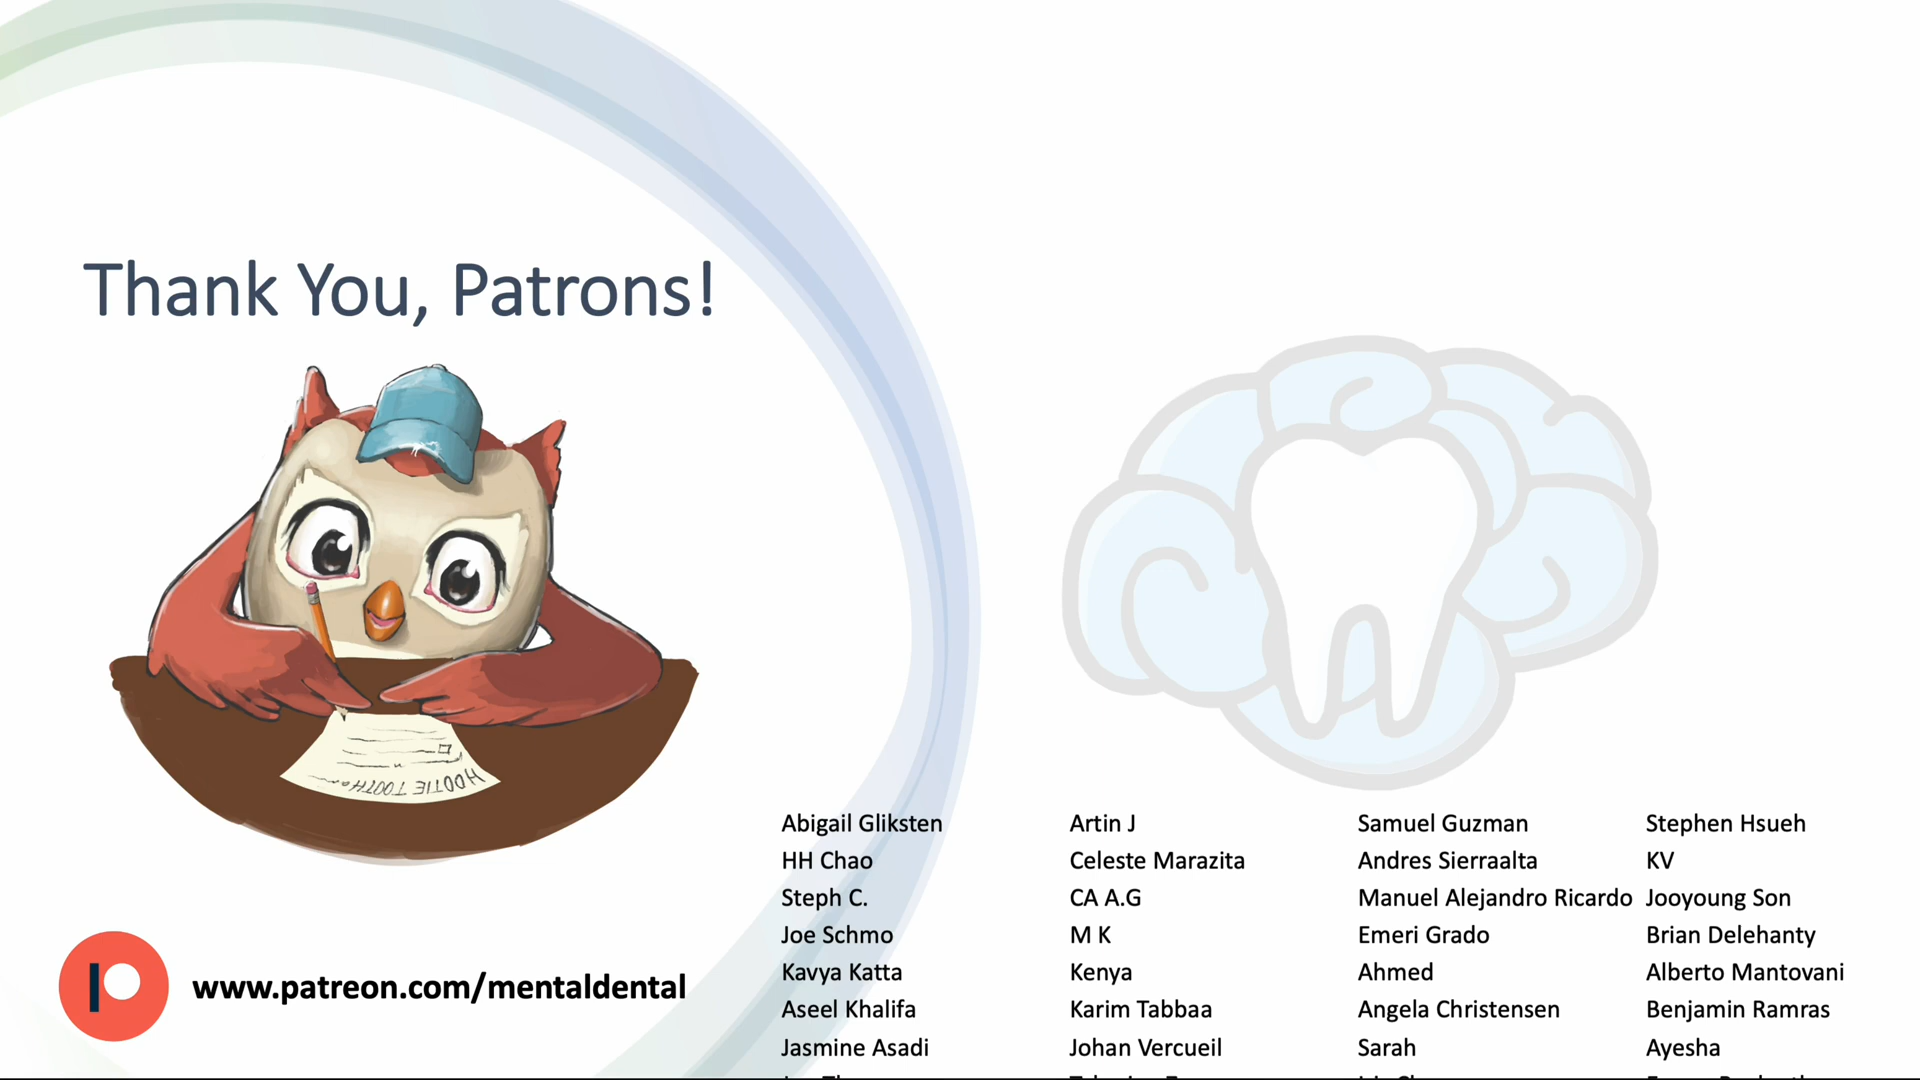 Thank You, Patrons!
HOOTIE TOOTH
www.patreon.com/mentaldental
Abigail Gliksten Artin J Samuel Guzman Stephen Hsueh
HH Chao Celeste Marazita Andres Sierraalta KV
Steph C. CA A.G Manuel Alejandro Ricardo Jooyoung Son
Joe Schmo M K Emeri Grado Brian Delehanty
Kavya Katta Kenya Ahmed Alberto Mantovani
Aseel Khalifa Karim Tabbaa Angela Christensen Benjamin Ramras
Jasmine Asadi Johan Vercueil Sarah Ayesha